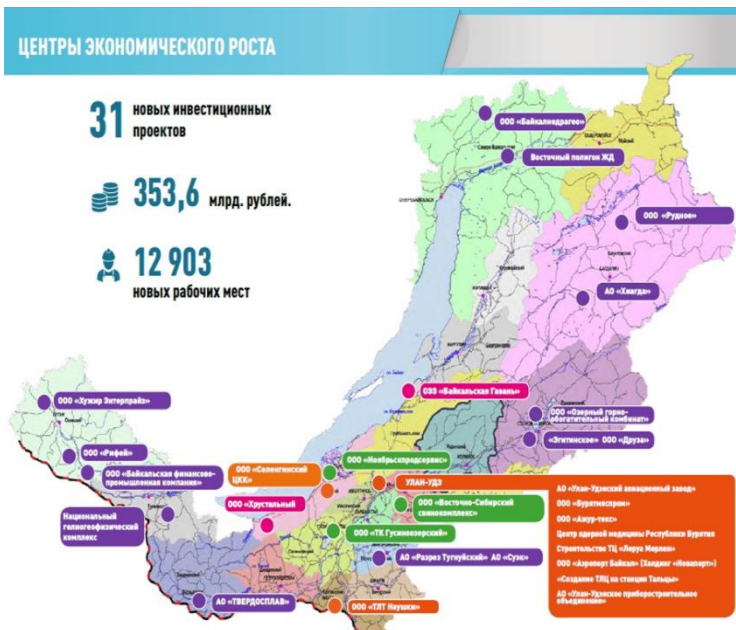 ЦЕНТРЫ ЭКОНОМИЧЕСКОГО РОСТА
31 новых инвестиционных
проектов
353,6 млрд. рублей.
12 903
новых рабочих мест
ООО «Байкалнедрагео»
Восточный полигон ЖД
ООО «Рудное»
АО «Хиагда»
ОЭЗ «Байкальская Гавань»
ООО «Хужир Энтерпрайз»
ООО «Озерный горно-
обогатительный комбинат»
«Эгитинское» ООО «Друза»
ООО «Рифей»
ООО «Байкальская финансово-
промышленная компания»
ООО «Селенгинский
ЦКК»
ООО «Ноябрьскпродсервис»
УЛАН-УДЭ
Национальный
гелиогеофизический
комплекс
ООО «Хрустальный
ООО «Восточно-Сибирский
свинокомплекс»
ООО «ТК Гусиноозерский»
АО «Разрез Тугнуйский» АО «Суэк»
АО «ТВЕРДОСПЛАВ»
ООО «ТЛТ Наушки»
АО «Улан-Удэнский авиационный завод»
ООО «Бурятмяспром»
ООО «Ажур-текс»
Центр ядерной медицины Республики Бурятия
Строительство ТЦ «Леруа Мерлен»
ООО «Аэропорт Байкал» (Холдинг «Новапорт»)
«Создание ТЛЦ на станции Тальцы»
АО «Улан-Удэнское приборостроительное
объединение»